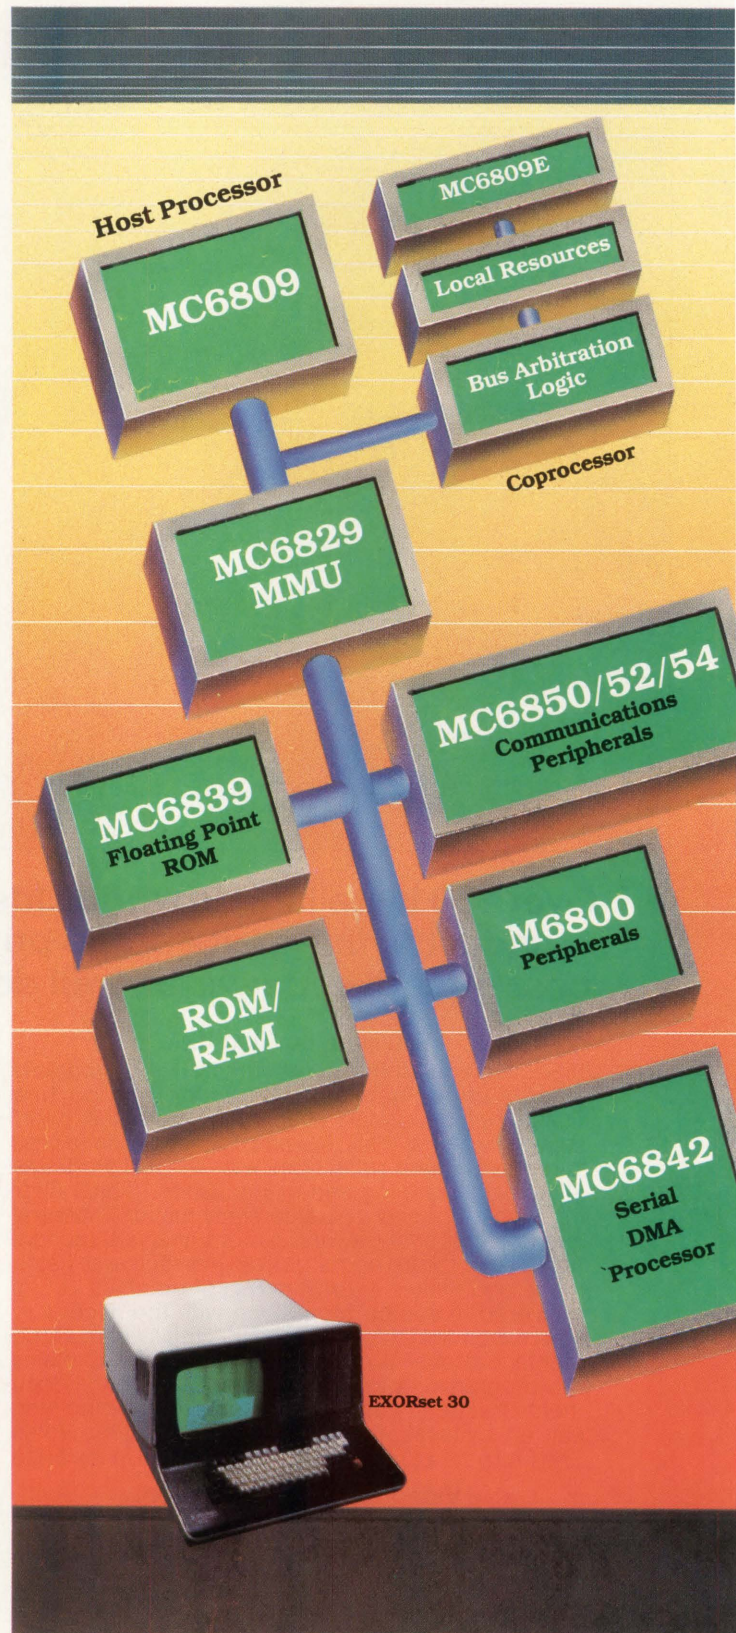 Host Processor
MC6809
MC6809E
Local Resources
Bus Arbitration
Logic
Coprocessor
MC6829
MMU
MC6850/52/54
Communications
Peripherals
MC6839
Floating Point
ROM
M6800
Peripherals
ROM/
RAM
MC6842
Serial
DMA
Processor
EXORset 30